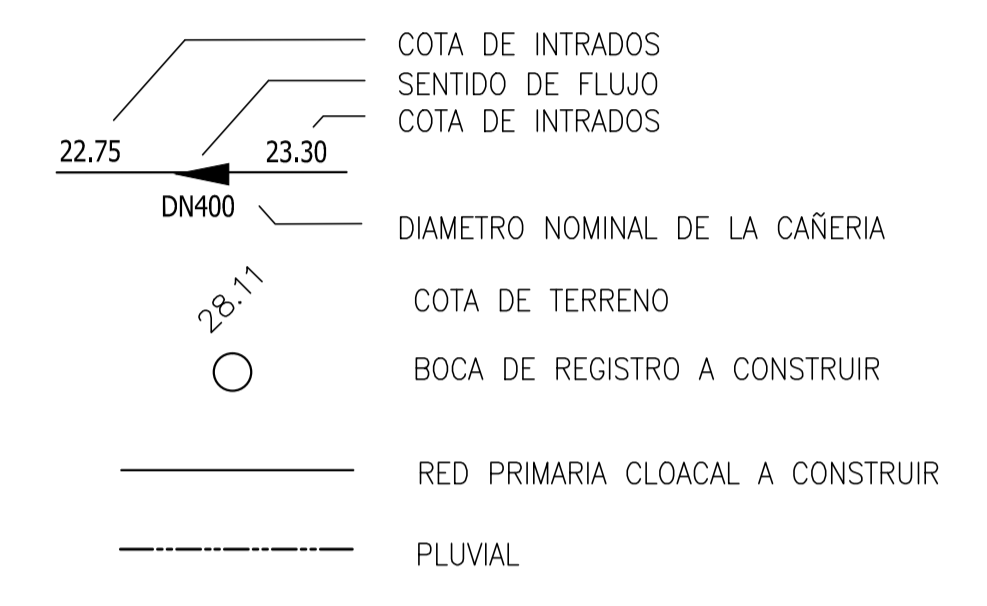 COTA DE INTRADOS
SENTIDO DE FLUJO
COTA DE INTRADOS
22.75
23.30
DN400
DIAMETRO NOMINAL DE LA CAÑERIA
28.11
COTA DE TERRENO
BOCA DE REGISTRO A CONSTRUIR
RED PRIMARIA CLOACAL A CONSTRUIR
PLUVIAL